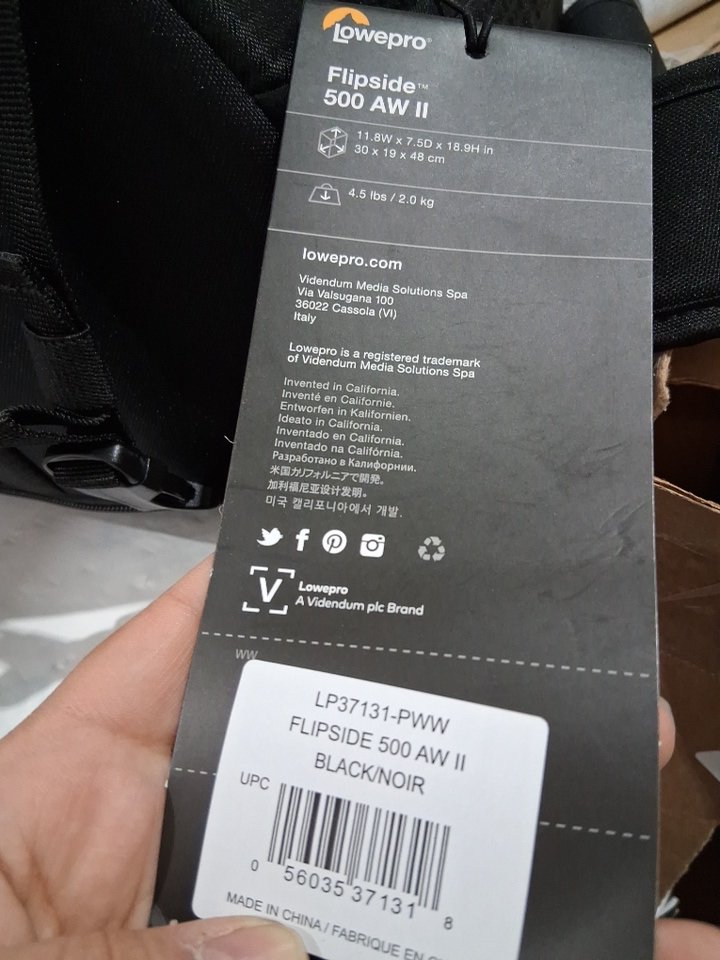 Lowepro®
Flipside™
500 AW II
11.8W x 7.5D x 18.9H in
30 x 19 x 48 cm
4.5 lbs / 2.0 kg
lowepro.com
Videndum Media Solutions Spa
Via Valsugana 100
36022 Cassola (VI)
Italy
Lowepro is a registered trademark
of Videndum Media Solutions Spa
Invented in California.
Inventé en Californie.
Entworfen in Kalifornien.
Ideato in California.
Inventado en California.
Inventado na Califórnia.
Разработано в Калифорнии.
米国カリフォルニアで開発。
加利福尼亚设计发明。
미국 캘리포니아에서 개발.
V
Lowepro
A Videndum plc Brand
WW
LP37131-PWW
FLIPSIDE 500 AW II
BLACK/NOIR
UPC
0 56035 37131 8
MADE IN CHINA / FABRIQUE EN